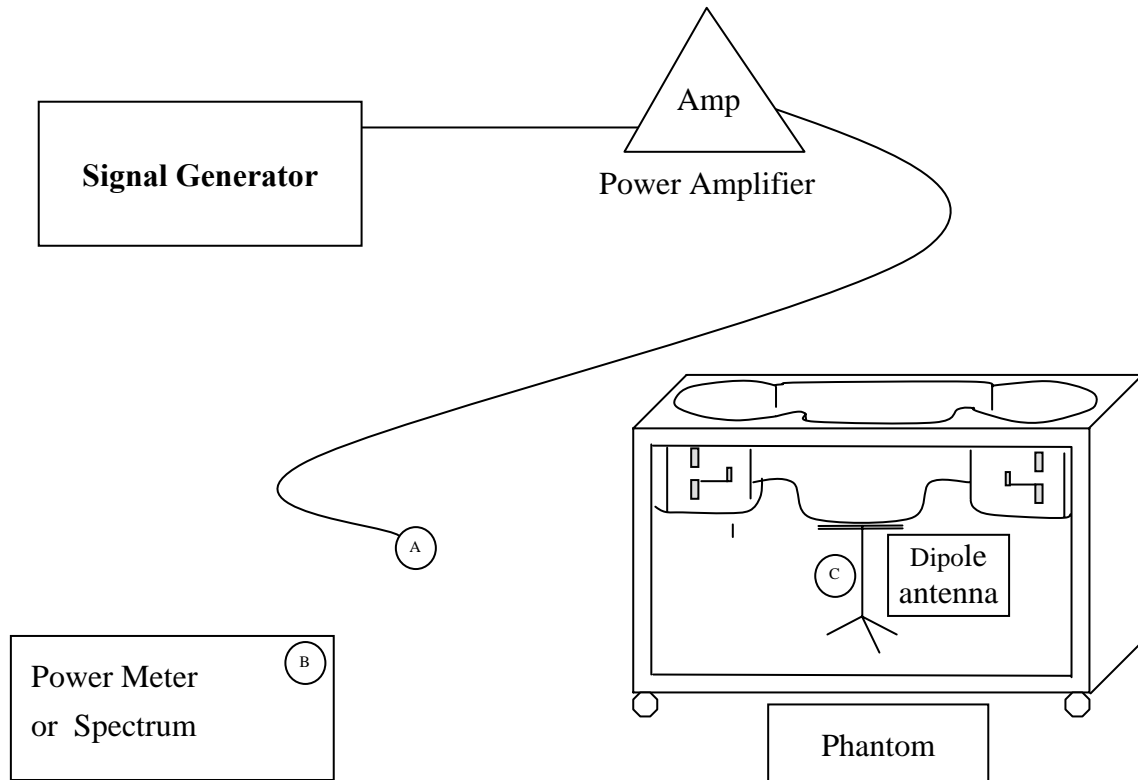 Amp
Signal Generator
Power Amplifier
A
Dipole
antenna
C
B
Power Meter
or Spectrum
Phantom